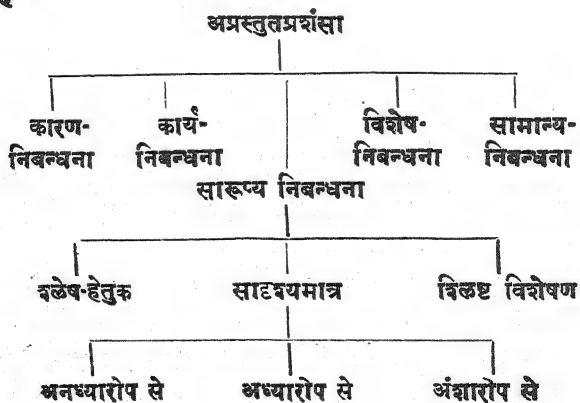 अप्रस्तुतप्रशंसा
कारण-
निबन्धना
कार्य-
निबन्धना
सारूप्य निबन्धना
विशेष-
निबन्धना
सामान्य-
निबन्धना
श्लेष-हेतुक
सादृश्यमात्र
श्लिष्ट विशेषण
अनध्यारोप से
अध्यारोप से
अंशारोप से